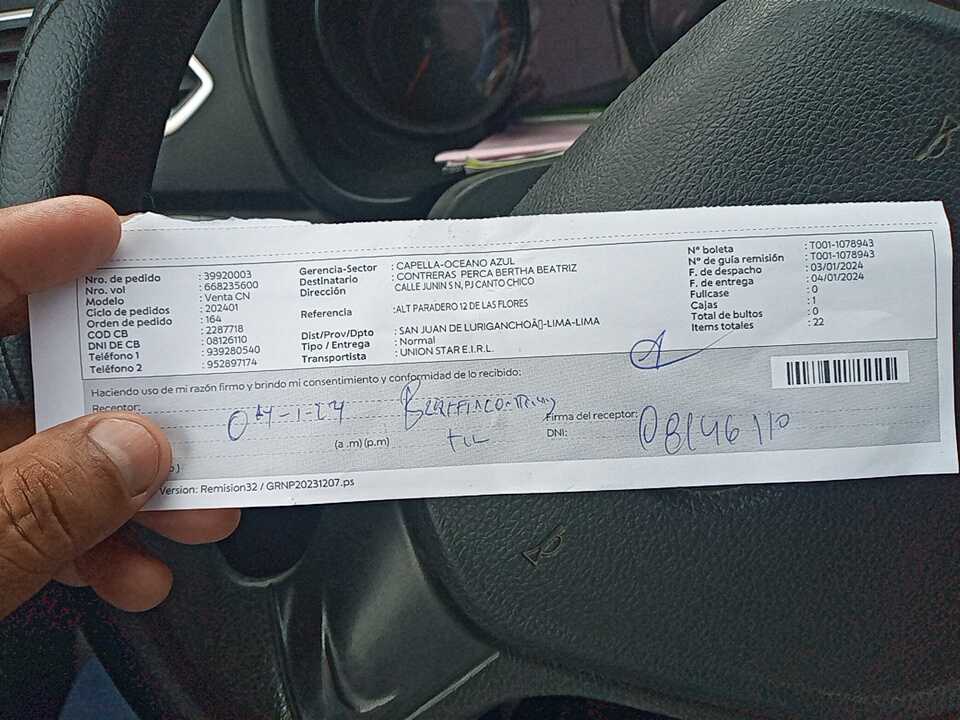 Nro. de pedido : 39920003
Nro. vol : 668235600
Modelo : Venta CN
Ciclo de pedidos : 202401
Orden de pedido : 164
COD CB : 2287718
DNI DE CB : 08126110
Teléfono 1 : 939280540
Teléfono 2 : 952897174
Gerencia-Sector : CAPELLA-OCEANO AZUL
Destinatario : CONTRERAS PERCA BERTHA BEATRIZ
Dirección CALLE JUNIN S N, PJ CANTO CHICO
Referencia : ALT PARADERO 12 DE LAS FLORES
Dist/Prov/Dpto : SAN JUAN DE LURIGANCHOÃ▯-LIMA-LIMA
Tipo / Entrega : Normal
Transportista : UNION STAR E.I.R.L.
N° boleta : T001-1078943
N° de guía remisión : T001-1078943
F. de despacho : 03/01/2024
F. de entrega : 04/01/2024
Fullcase : 0
Cajas : 1
Total de bultos : 0
Items totales : 22
Haciendo uso de mi razón firmo y brindo mi consentimiento y conformidad de lo recibido:
Receptor:
(a .m) (p.m)
Firma del receptor:
DNI: 08146110
Version: Remision32 / GRNP20231207.ps